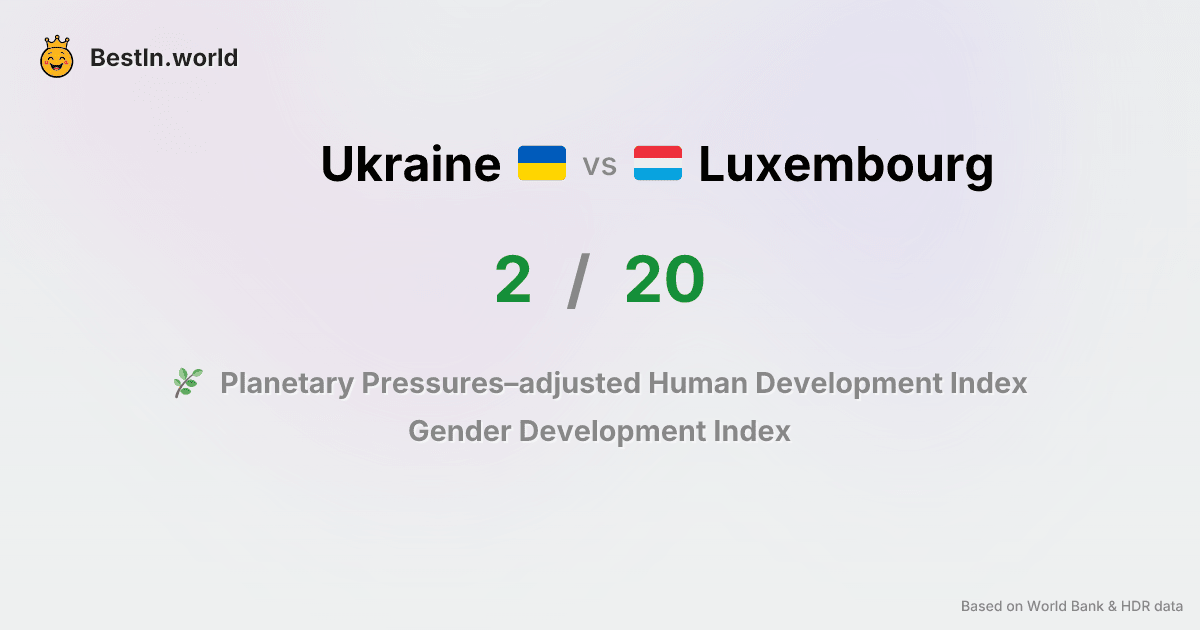 BestIn.world
Ukraine vs Luxembourg
2 / 20
Planetary Pressures–adjusted Human Development Index
Gender Development Index
Based on World Bank & HDR data